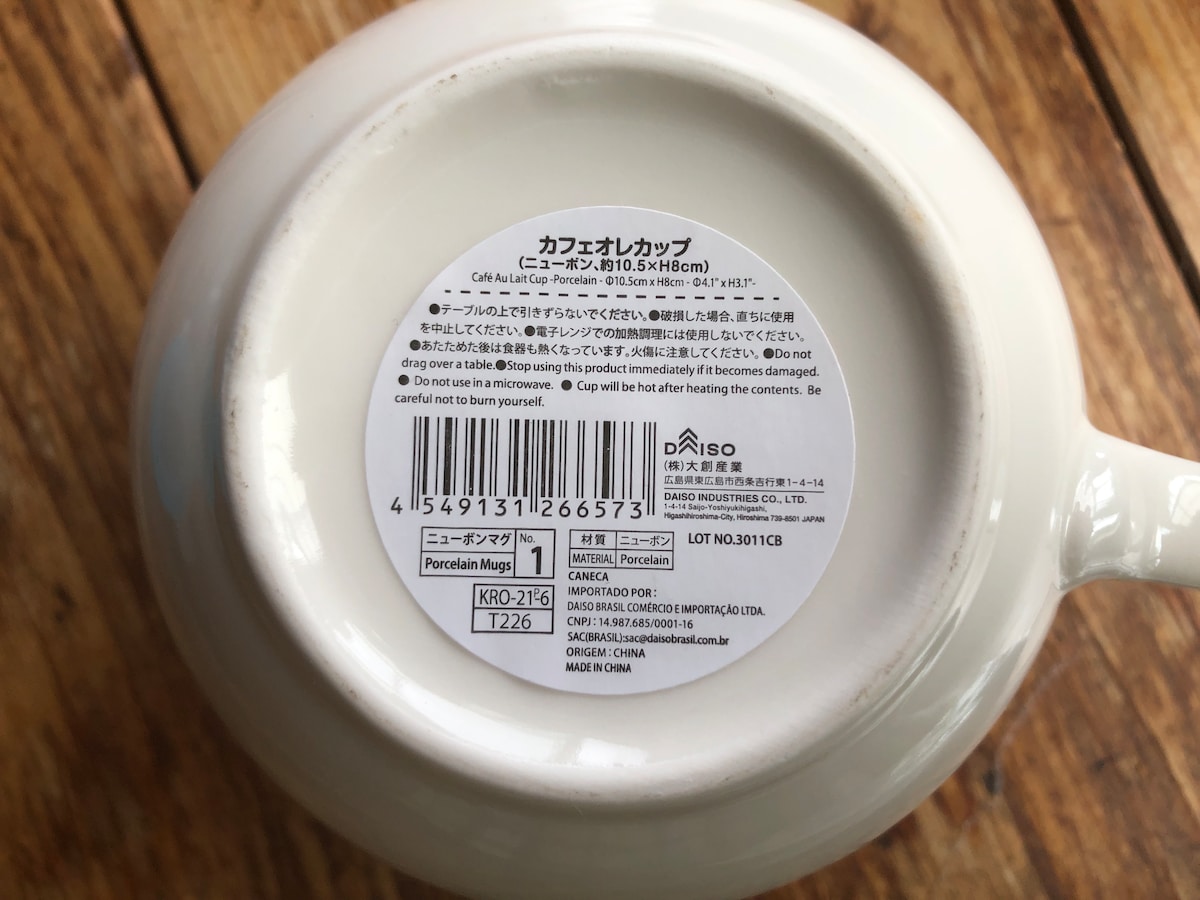 カフェオレカップ
(ニューボン、約10.5×H8cm)
Café Au Lait Cup -Porcelain - Φ10.5cm x H8cm - Φ4.1" x H3.1"-
●テーブルの上で引きずらないでください。●破損した場合、直ちに使用
を中止してください。●電子レンジでの加熱調理には使用しないでください。
●あたためた後は食器も熱くなっています。火傷に注意してください。●Do not
drag over a table.●Stop using this product immediately if it becomes damaged.
● Do not use in a microwave. ● Cup will be hot after heating the contents. Be
careful not to burn yourself.
DAISO
(株)大創産業
広島県東広島市西条吉行東1-4-14
DAISO INDUSTRIES CO., LTD.
1-4-14 Saijo-Yoshiyukihigashi,
Higashihiroshima-City, Hiroshima 739-8501 JAPAN
4 549131 266573
ニューボンマグ No.
Porcelain Mugs 1
材質 ニューボン
MATERIAL Porcelain
LOT NO.3011CB
KRO-21P-6
T226
CANECA
IMPORTADO POR :
DAISO BRASIL COMÉRCIO E IMPORTAÇÃO LTDA.
CNPJ : 14.987.685/0001-16
SAC(BRASIL):sac@daisobrasil.com.br
ORIGEM : CHINA
MADE IN CHINA